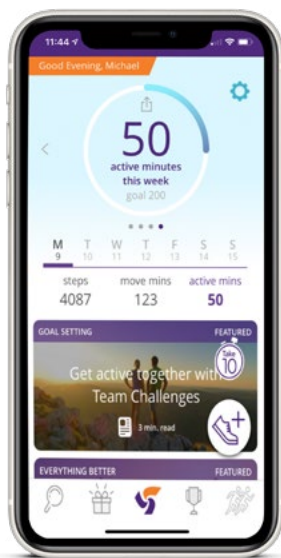 11:44
Good Evening, Michael
50
active minutes
this week
goal 200
M T W T F S S
9 10 11 12 13 14 15
steps move mins active mins
4087 123 50
GOAL SETTING FEATURED
Take
10
Get active together with
Team Challenges
3 min. read
EVERYTHING BETTER FEATURED